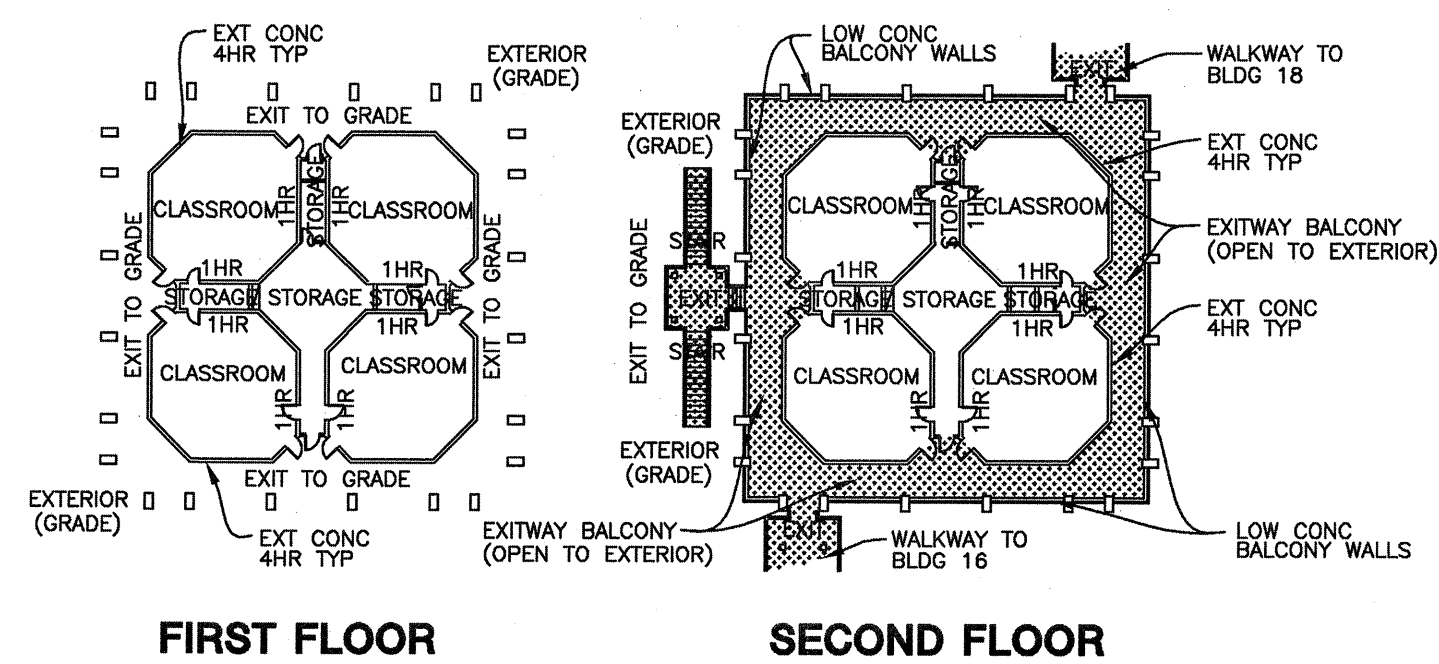 EXT CONC
4HR TYP
EXTERIOR
(GRADE)
EXIT TO GRADE
CLASSROOM
1HR
STORAGE
1HR
CLASSROOM
EXIT TO GRADE
EXIT TO GRADE
1HR
1HR
STORAGE
STORAGE
STORAGE
1HR
1HR
CLASSROOM
CLASSROOM
1HR
1HR
EXIT TO GRADE
EXTERIOR
(GRADE)
EXT CONC
4HR TYP
FIRST FLOOR
LOW CONC
BALCONY WALLS
EXIT
WALKWAY TO
BLDG 18
EXTERIOR
(GRADE)
EXT CONC
4HR TYP
CLASSROOM
1HR
STORAGE
1HR
CLASSROOM
EXITWAY BALCONY
(OPEN TO EXTERIOR)
STAIR
EXIT TO GRADE
EXIT
1HR
1HR
STORAGE
STORAGE
STORAGE
1HR
1HR
EXT CONC
4HR TYP
STAIR
CLASSROOM
CLASSROOM
1HR
1HR
EXTERIOR
(GRADE)
EXITWAY BALCONY
(OPEN TO EXTERIOR)
EXIT
WALKWAY TO
BLDG 16
LOW CONC
BALCONY WALLS
SECOND FLOOR